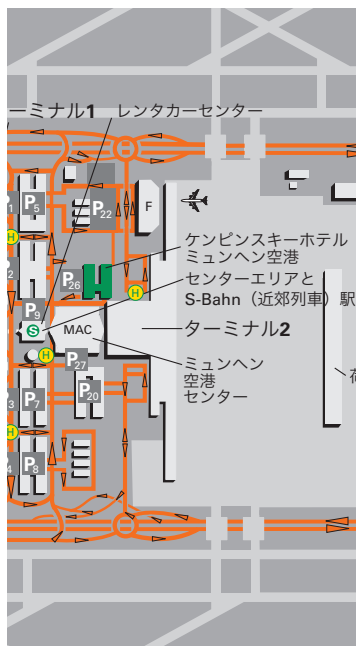 ーミナル1
レンタカーセンター
P5
P22
F
H
ケンピンスキーホテル
ミュンヘン空港
P26
H
センターエリアと
S-Bahn（近郊列車）駅
P9
S
MAC
ターミナル2
H
P27
ミュンヘン
空港
センター
P7
P20
H
P8